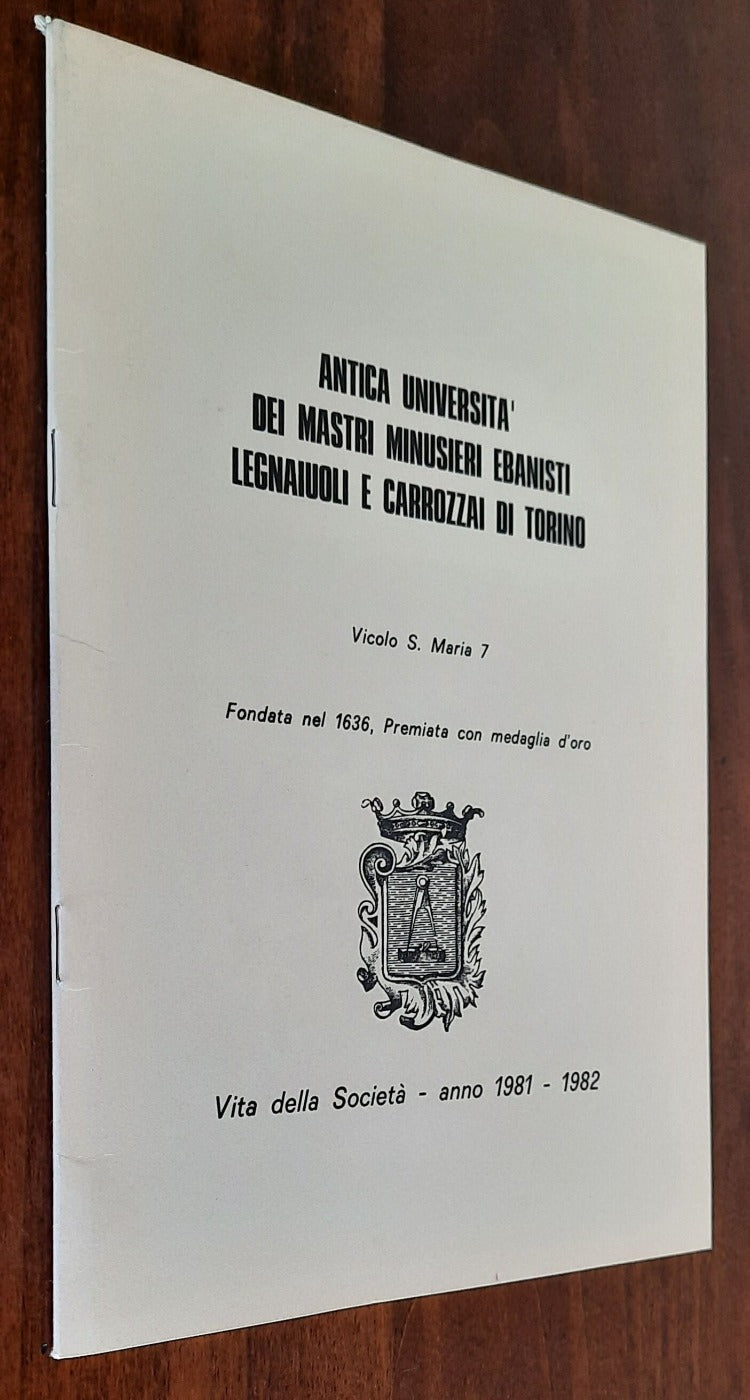 ANTICA UNIVERSITA'
DEI MASTRI MINUSIERI EBANISTI
LEGNAIUOLI E CARROZZAI DI TORINO
Vicolo S. Maria 7
Fondata nel 1636, Premiata con medaglia d'oro
Vita della Società - anno 1981 - 1982